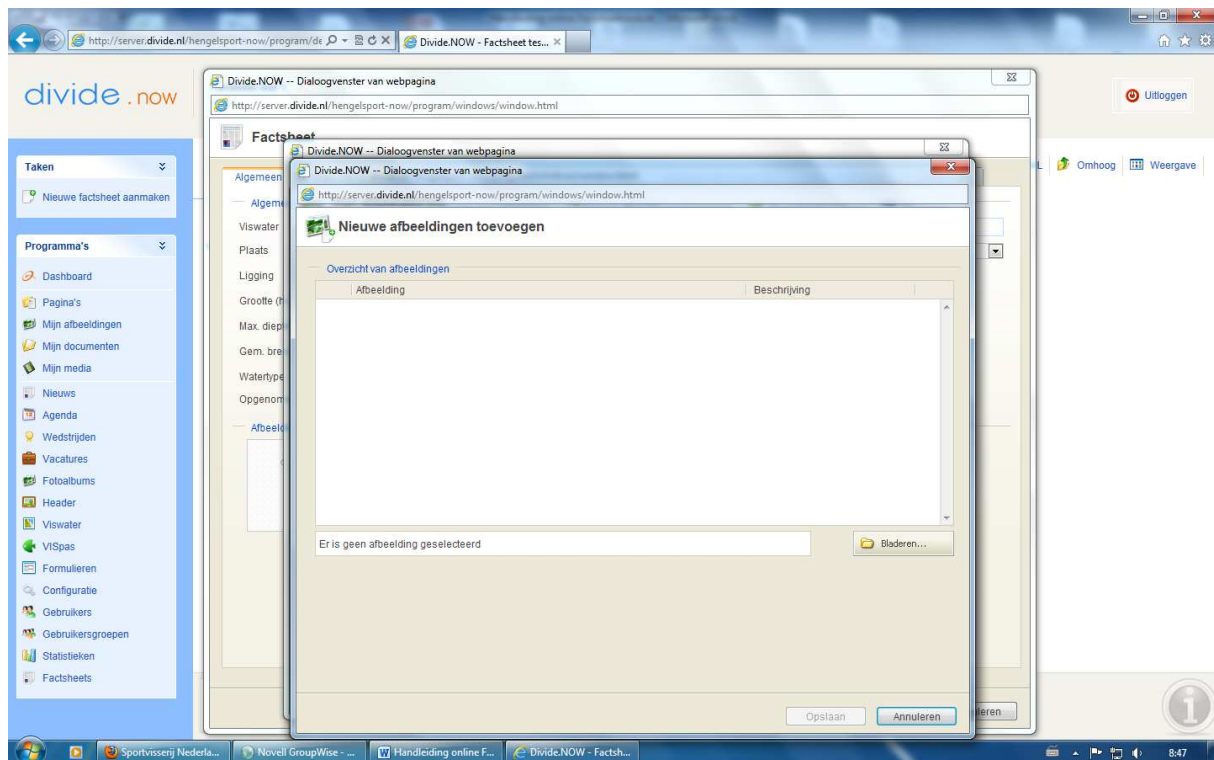 http://server.divide.nl/hengelsport-now/program/de
Divide.NOW - Factsheet tes...
divide.now
Uitloggen
Divide.NOW -- Dialoogvenster van webpagina
http://server.divide.nl/hengelsport-now/program/windows/window.html
Factsheet
Omhoog
Weergave
Taken
Nieuwe factsheet aanmaken
Programma's
Dashboard
Pagina's
Mijn afbeeldingen
Mijn documenten
Mijn media
Nieuws
Agenda
Wedstrijden
Vacatures
Fotoalbums
Header
Viswater
VISpas
Formulieren
Configuratie
Gebruikers
Gebruikersgroepen
Statistieken
Factsheets
Algemeen
Algeme
Viswater
Plaats
Ligging
Grootte (h
Max. diep
Gem. bre
Watertype
Opgenom
Afbeeld
Divide.NOW -- Dialoogvenster van webpagina
Divide.NOW -- Dialoogvenster van webpagina
http://server.divide.nl/hengelsport-now/program/windows/window.html
Nieuwe afbeeldingen toevoegen
Overzicht van afbeeldingen
Afbeelding Beschrijving
Er is geen afbeelding geselecteerd
Bladeren...
Opslaan
Annuleren
leren
Sportvisserij Nederla...
Novell GroupWise - ...
Handleiding online F...
Divide.NOW - Factsh...
8:47